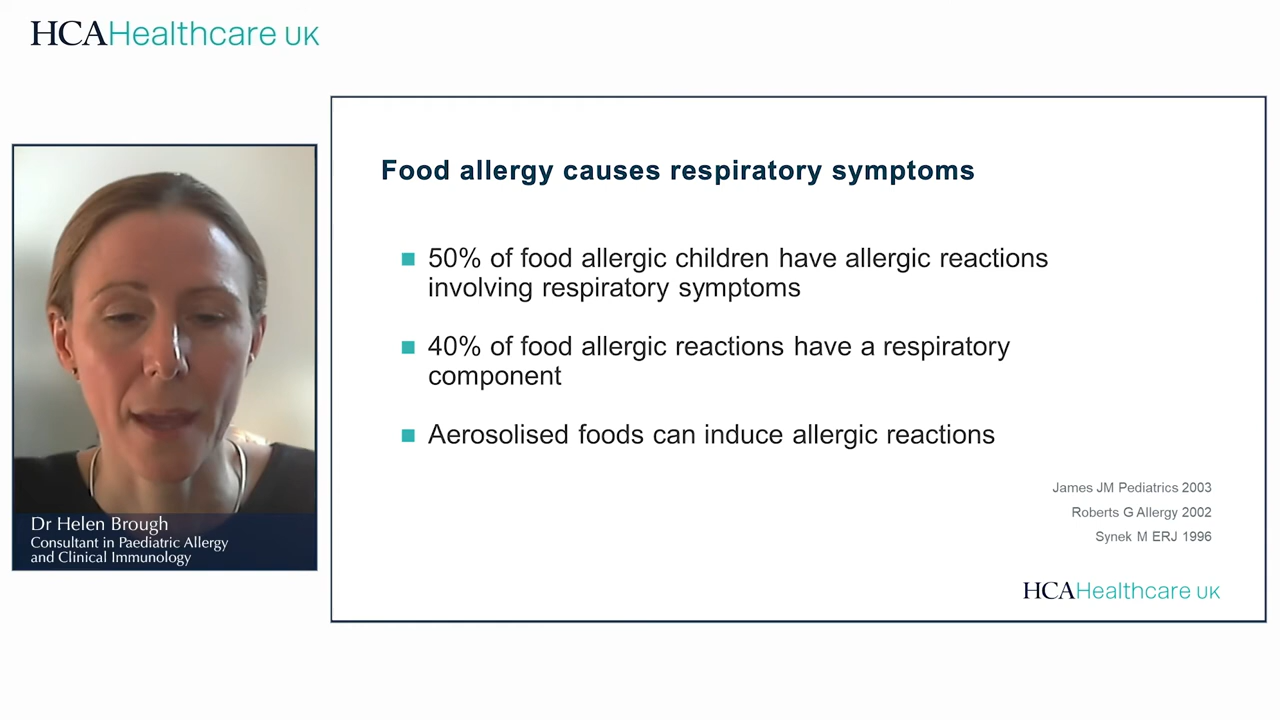 HCAHealthcare UK
Food allergy causes respiratory symptoms
50% of food allergic children have allergic reactions
involving respiratory symptoms
40% of food allergic reactions have a respiratory
component
Aerosolised foods can induce allergic reactions
James JM Pediatrics 2003
Roberts G Allergy 2002
Synek M ERJ 1996
HCAHealthcare UK
Dr Helen Brough
Consultant in Paediatric Allergy
and Clinical Immunology